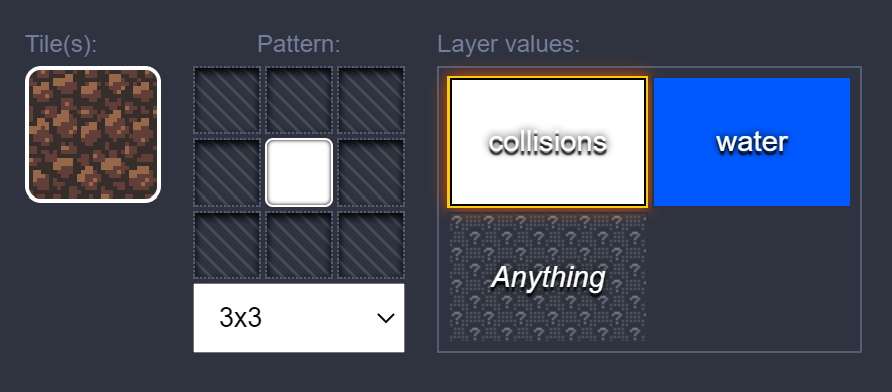 Tile(s):
Pattern:
Layer values:
collisions
water
Anything
3x3